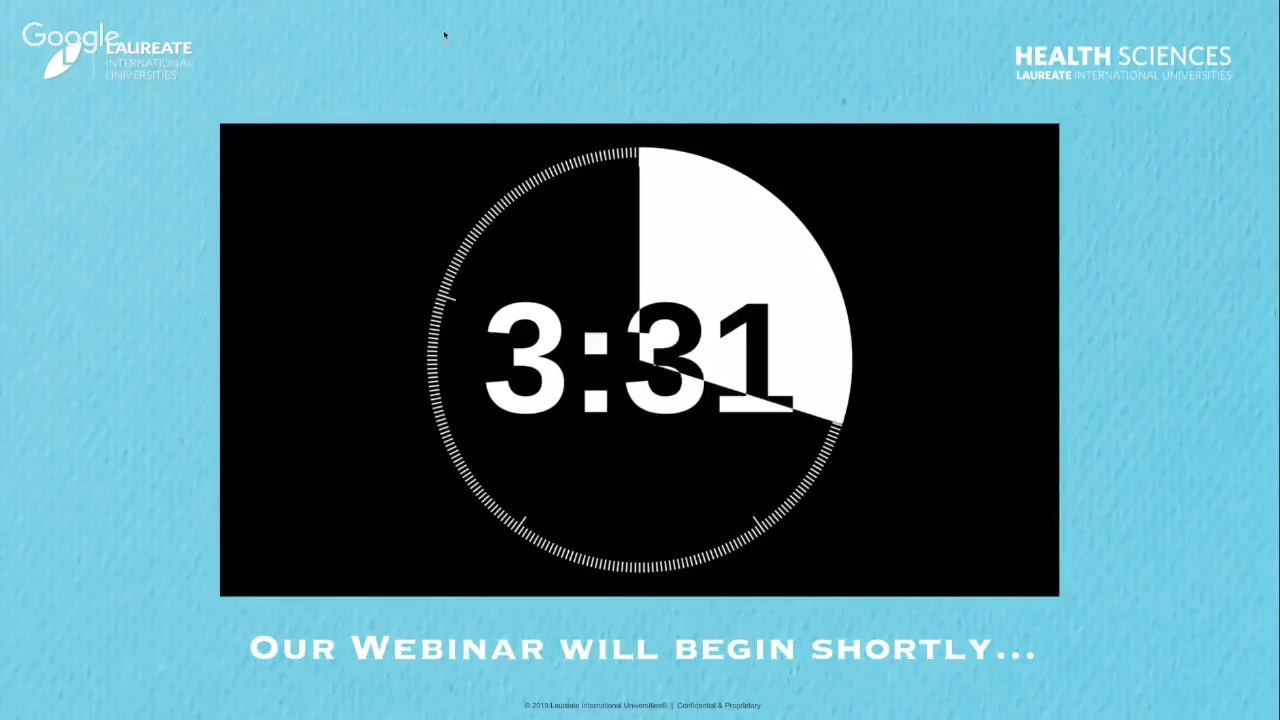 Google
LAUREATE
INTERNATIONAL
UNIVERSITIES
HEALTH SCIENCES
LAUREATE INTERNATIONAL UNIVERSITIES
3:31
OUR WEBINAR WILL BEGIN SHORTLY...
© 2019 Laureate International Universities® | Confidential & Proprietary